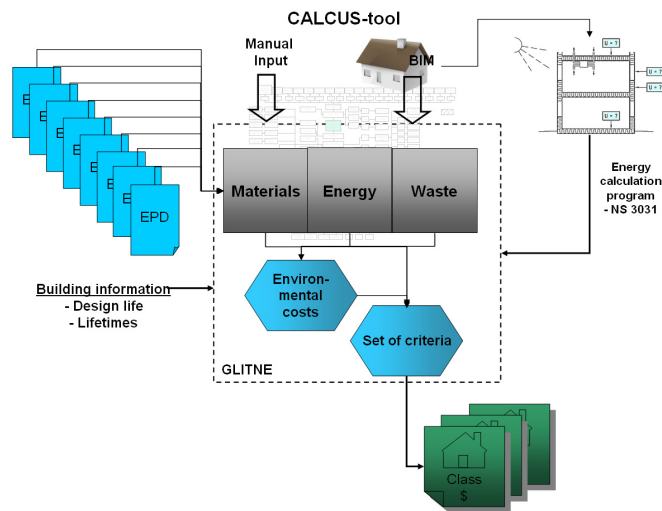 CALCUS-tool
Manual
Input
BIM
U = ?
U = ?
U = ?
U = ?
E
E
E
E
E
E
E
EPD
Materials
Energy
Waste
Energy
calculation
program
- NS 3031
Building information
- Design life
- Lifetimes
Environ-
mental
costs
Set of criteria
GLITNE
Class
$